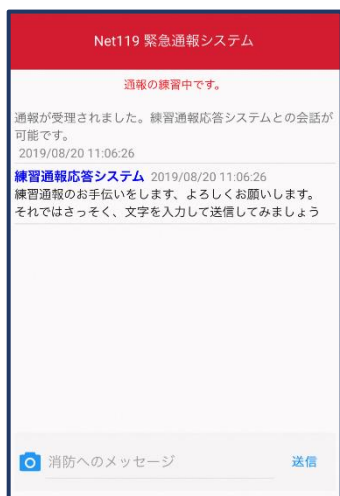 Net119 緊急通報システム
通報の練習中です。
通報が受理されました。練習通報応答システムとの会話が
可能です。
2019/08/20 11:06:26
練習通報応答システム 2019/08/20 11:06:26
練習通報のお手伝いをします、よろしくお願いします。
それではさっそく、文字を入力して送信してみましょう
消防へのメッセージ 送信